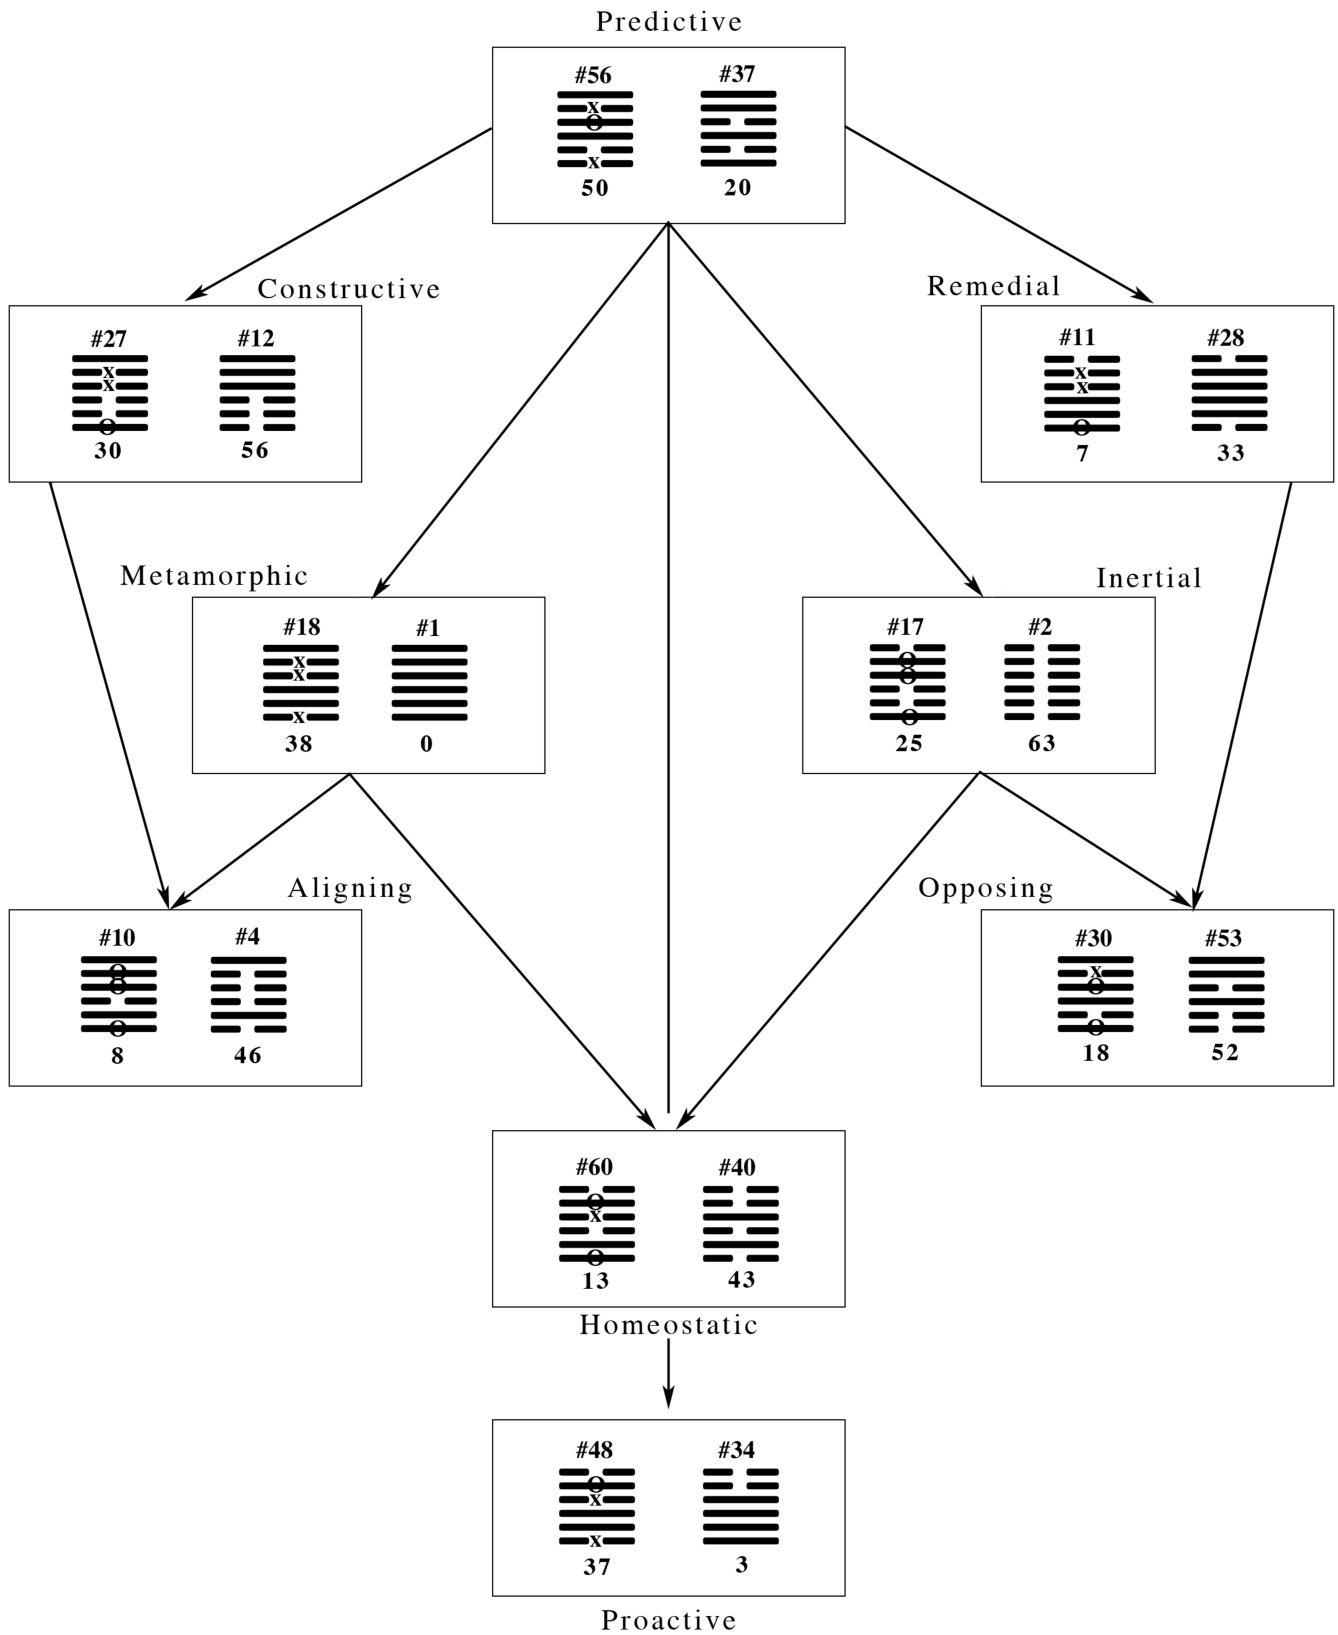 Predictive
#56 #37
x
O
x
50 20
Constructive
Remedial
#27 #12
x
x
O
30 56
#11 #28
x
x
O
7 33
Metamorphic
Inertial
#18 #1
x
x
x
38 0
#17 #2
O
O
O
25 63
Aligning
Opposing
#10 #4
O
O
O
8 46
#30 #53
x
O
O
18 52
#60 #40
O
x
O
13 43
Homeostatic
#48 #34
O
x
x
37 3
Proactive